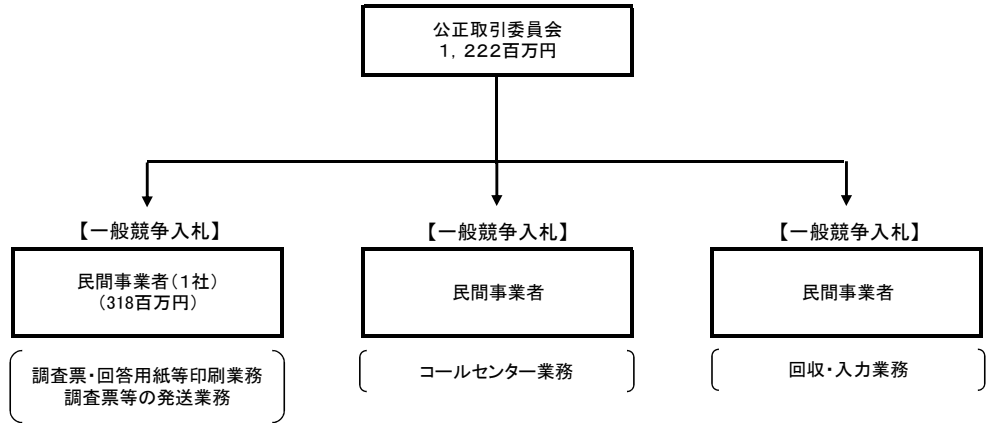 公正取引委員会
１，２２２百万円
【一般競争入札】
【一般競争入札】
【一般競争入札】
民間事業者（１社）
（318百万円）
民間事業者
民間事業者
調査票・回答用紙等印刷業務
調査票等の発送業務
コールセンター業務
回収・入力業務